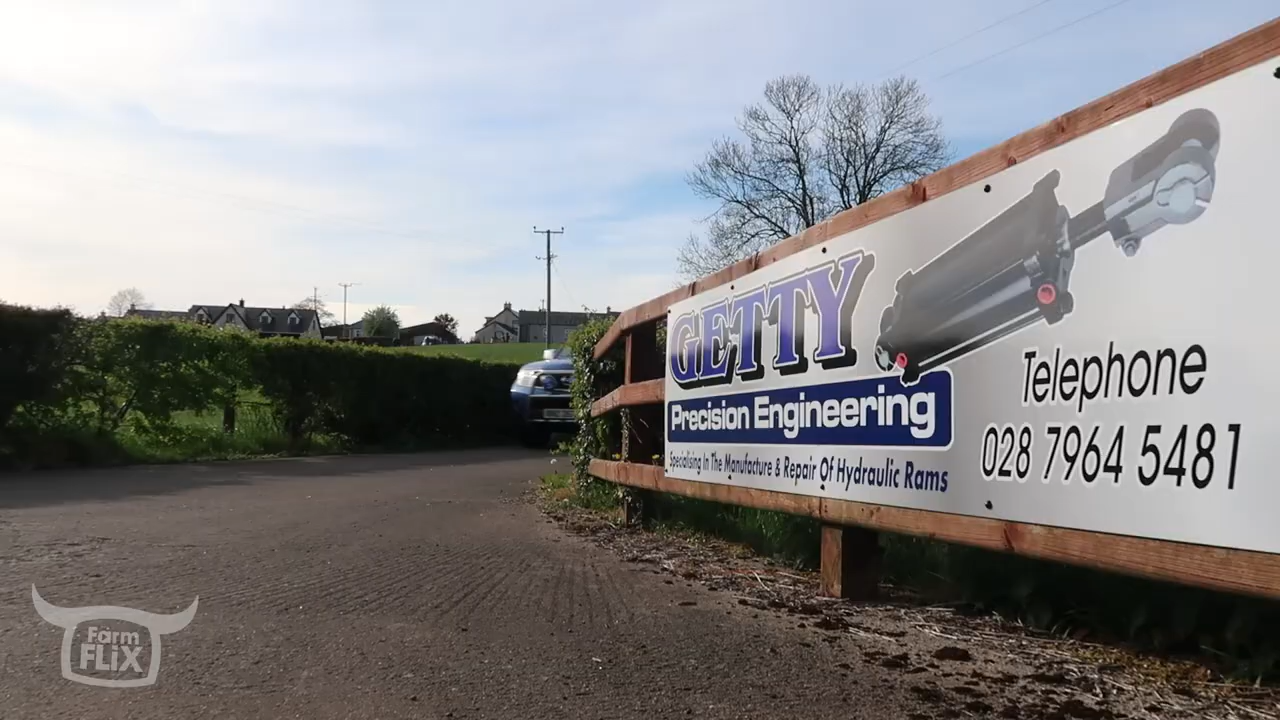 GETTY
Precision Engineering
Specialising In The Manufacture & Repair Of Hydraulic Rams
Telephone
028 7964 5481
Farm
FLiX